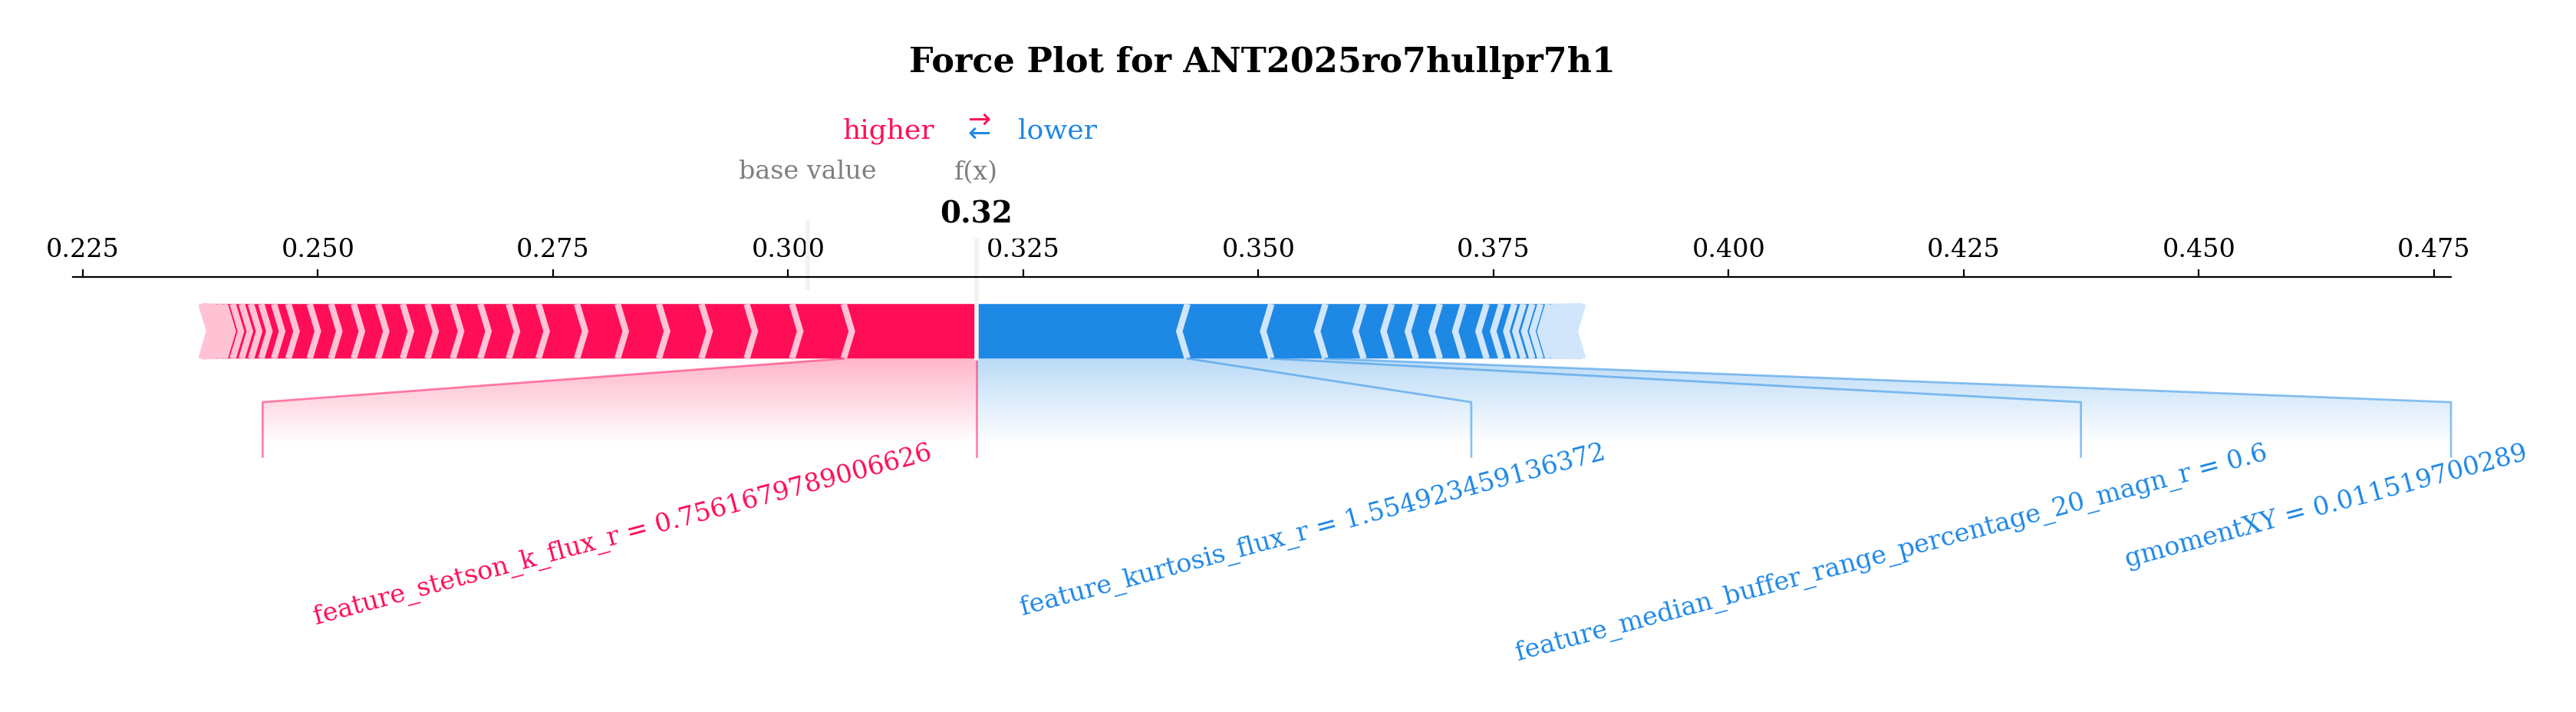 Force Plot for ANT2025ro7hullpr7h1
higher ⇄ lower
base value f(x)
0.32
0.225 0.250 0.275 0.300 0.325 0.350 0.375 0.400 0.425 0.450 0.475
feature_stetson_k_flux_r = 0.7561679789006626
feature_kurtosis_flux_r = 1.554923459136372
feature_median_buffer_range_percentage_20_magn_r = 0.6
gmomentXY = 0.011519700289